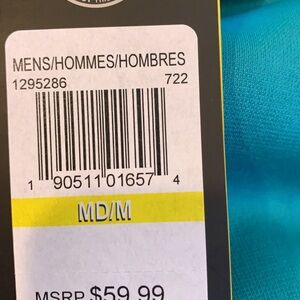 MENS/HOMMES/HOMBRES
1295286 722
1 90511 01657 4
MD/M
MSRP $59.99